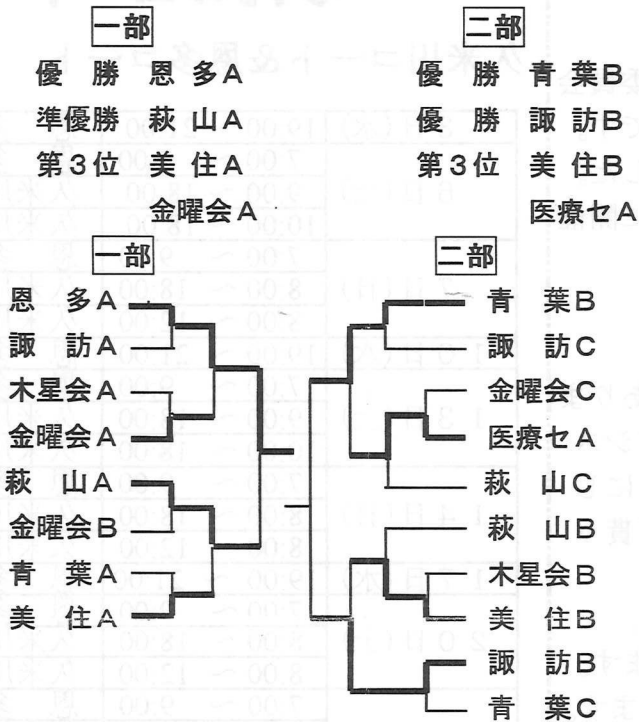 一部
優 勝 恩 多A
準優勝 萩 山A
第3位 美 住A
金曜会A
二部
優 勝 青 葉B
優 勝 諏 訪B
第3位 美 住B
医療セA
一部
恩 多A
諏 訪A
木星会A
金曜会A
萩 山A
金曜会B
青 葉A
美 住A
二部
青 葉B
諏 訪C
金曜会C
医療セA
萩 山C
萩 山B
木星会B
美 住B
諏 訪B
青 葉C